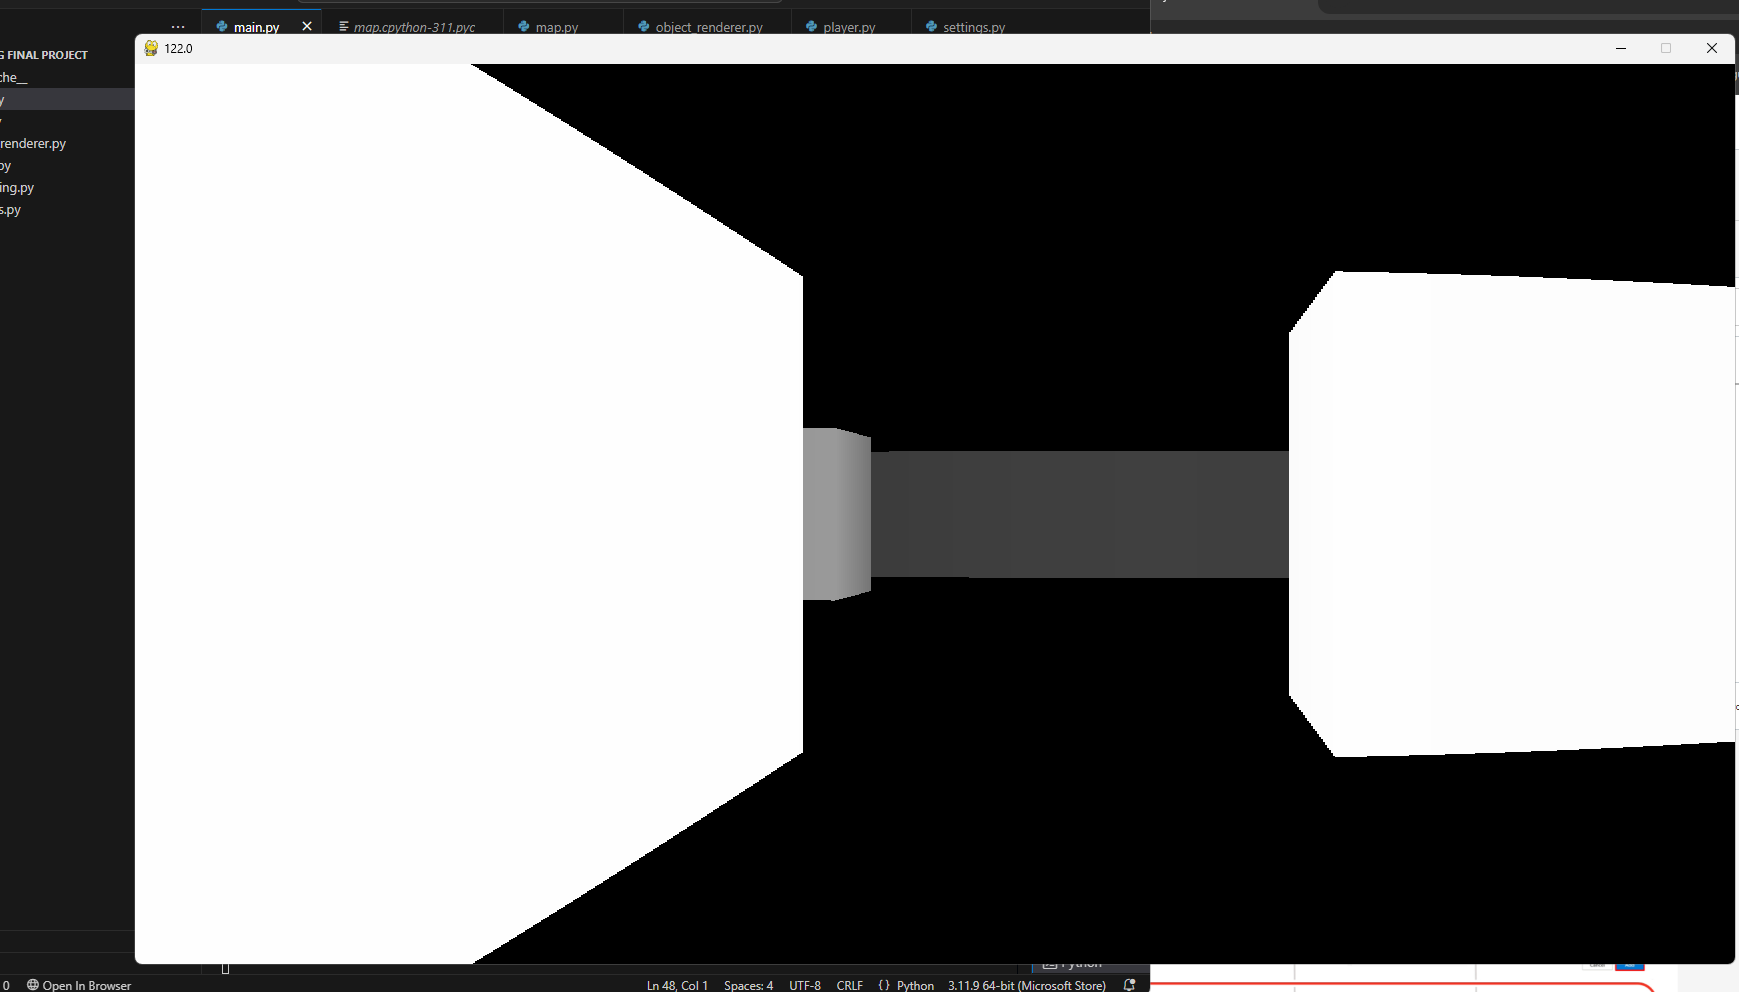 main.py
map.cpython-311.pyc
map.py
object_renderer.py
player.py
settings.py
G FINAL PROJECT
122.0
che__
y
renderer.py
py
ing.py
s.py
Python
0 Open In Browser
Ln 48, Col 1 Spaces: 4 UTF-8 CRLF {} Python 3.11.9 64-bit (Microsoft Store)